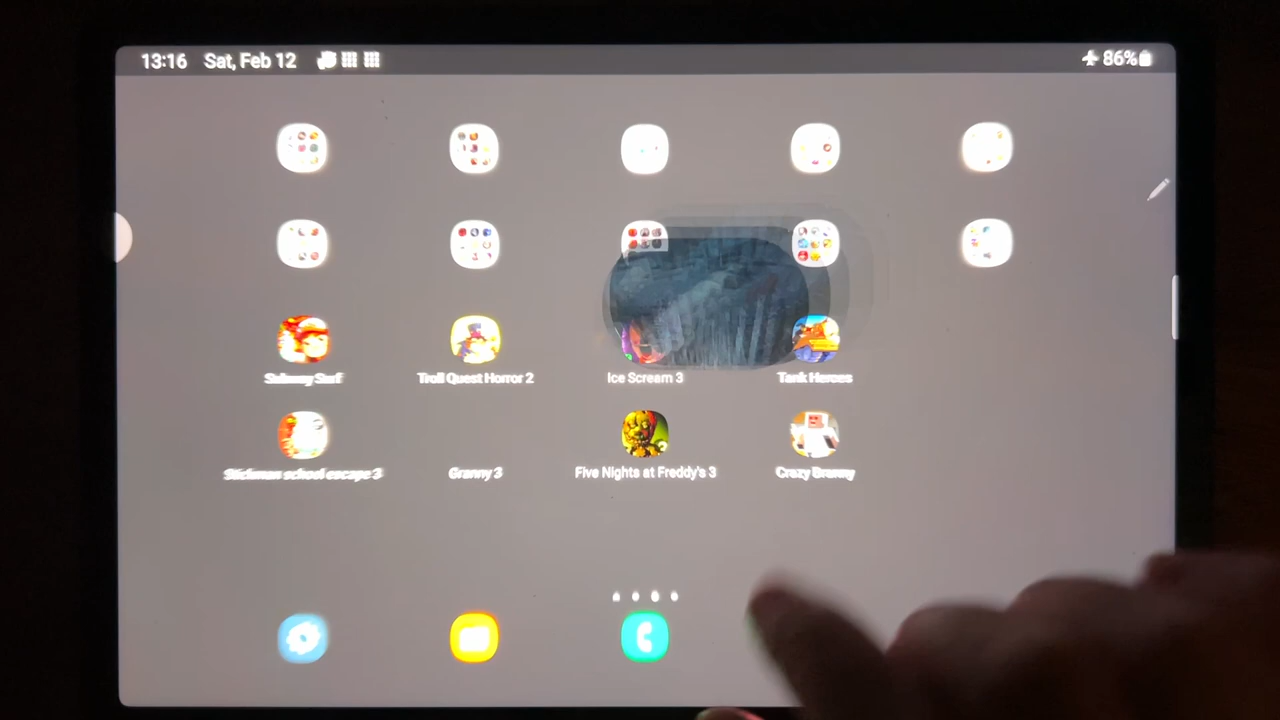 13:16 Sat, Feb 12 86%
Subway Surf Troll Quest Horror 2 Ice Scream 3 Tank Heroes
Stickman school escape 3 Granny 3 Five Nights at Freddy's 3 Crazy Granny